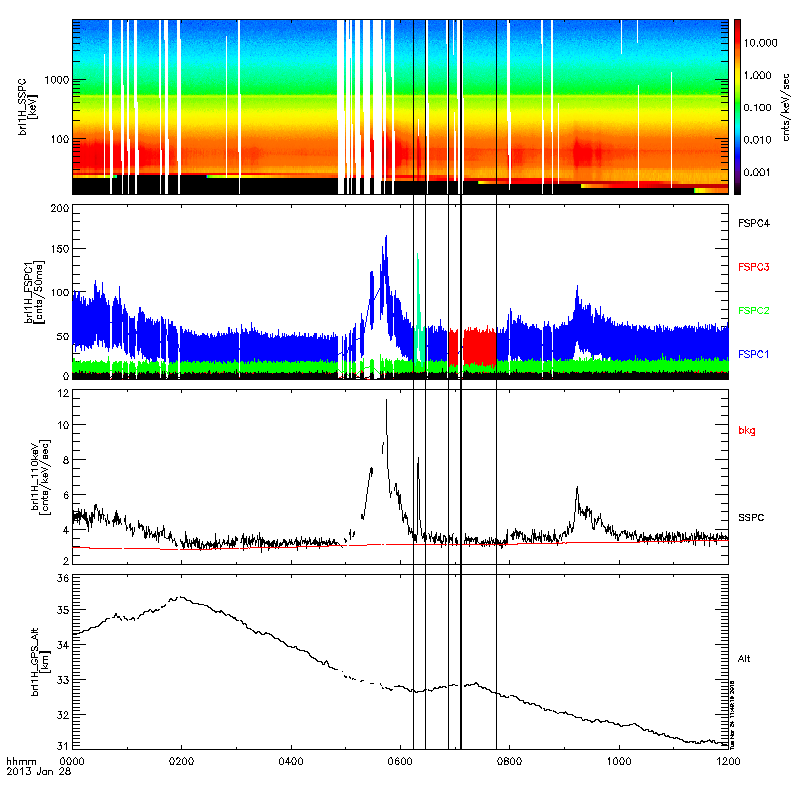 brl1H_SSPC
[keV]
1000
100
10.000
1.000
0.100
0.010
0.001
cnts/keV/sec
brl1H_FSPC1
[cnts/50ms]
200
150
100
50
0
FSPC4
FSPC3
FSPC2
FSPC1
brl1H_110keV
[cnts/keV/sec]
12
10
8
6
4
2
bkg
SSPC
brl1H_GPS_Alt
[km]
36
35
34
33
32
31
Alt
hhmm
2013 Jan 28
0000 0200 0400 0600 0800 1000 1200